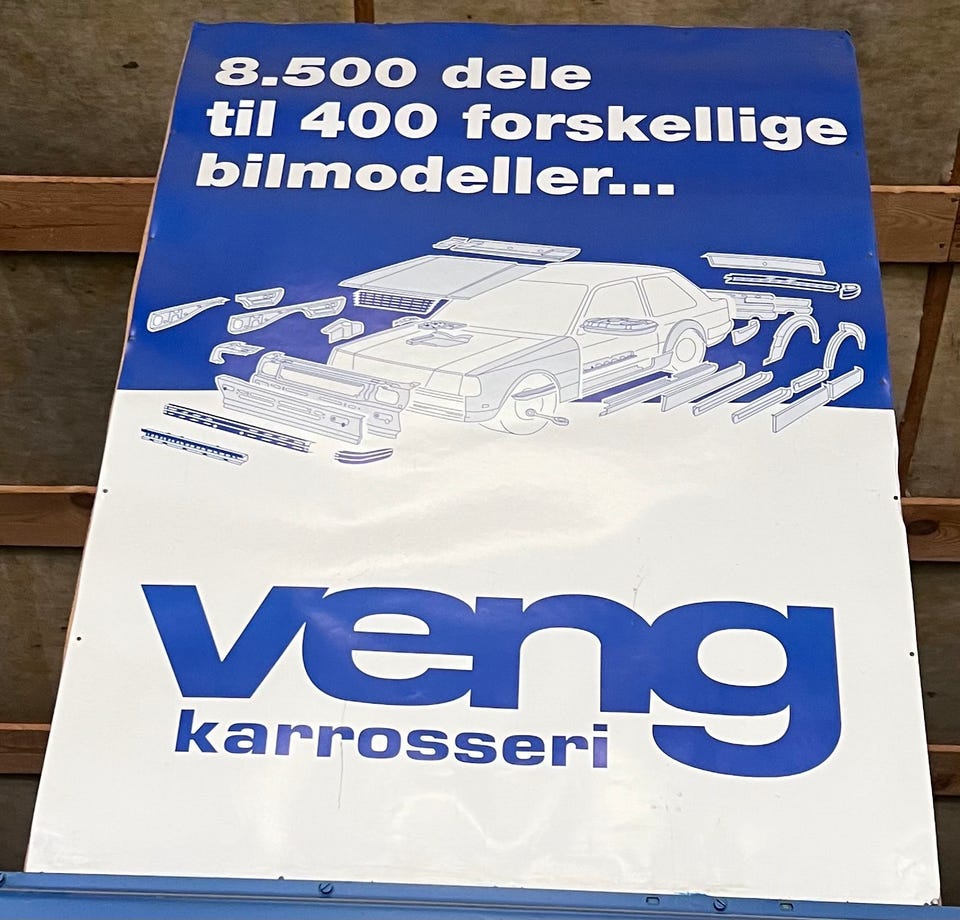 8.500 dele
til 400 forskellige
bilmodeller...
veng
karrosseri